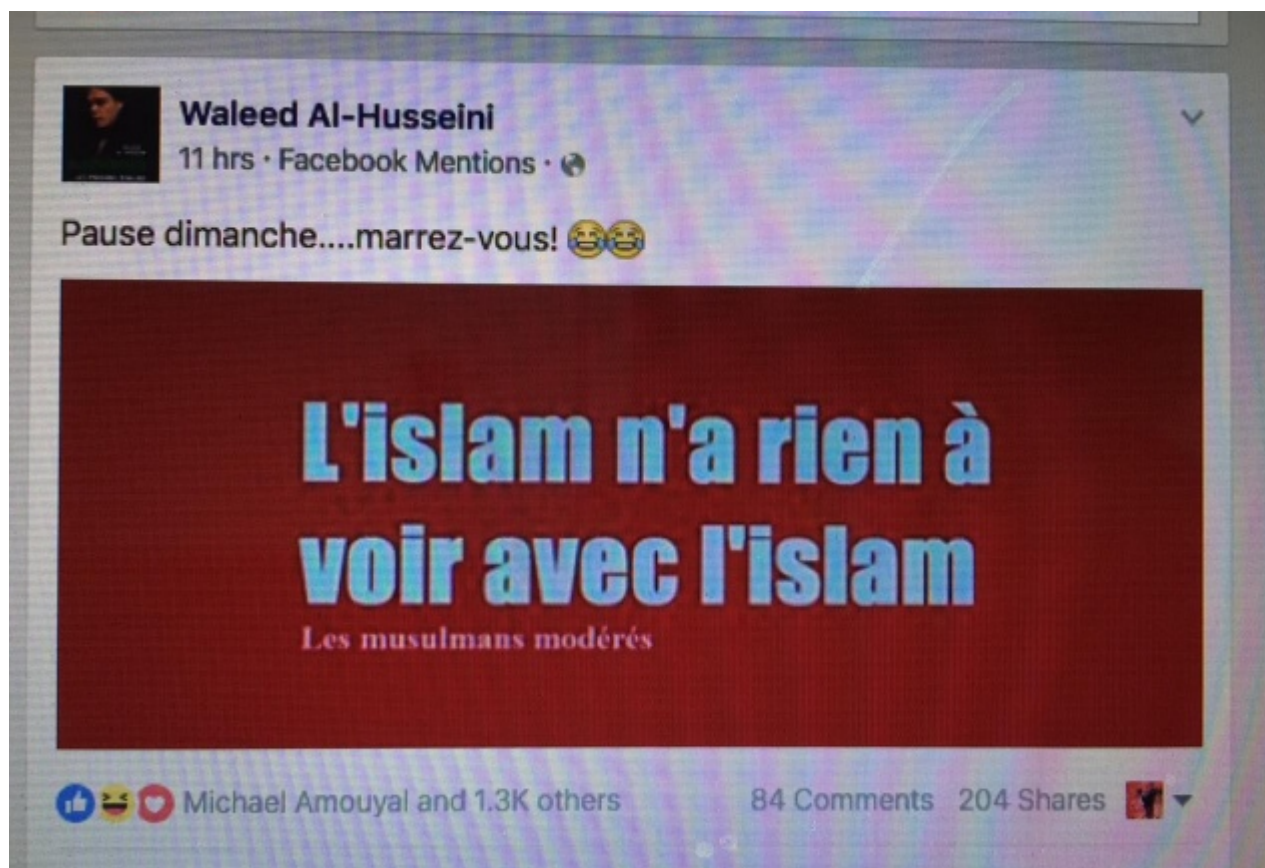 Waleed Al-Husseini
11 hrs · Facebook Mentions ·
Pause dimanche....marrez-vous! 😂😂
L'islam n'a rien à
voir avec l'islam
Les musulmans modérés
Michael Amouyal and 1.3K others 84 Comments 204 Shares